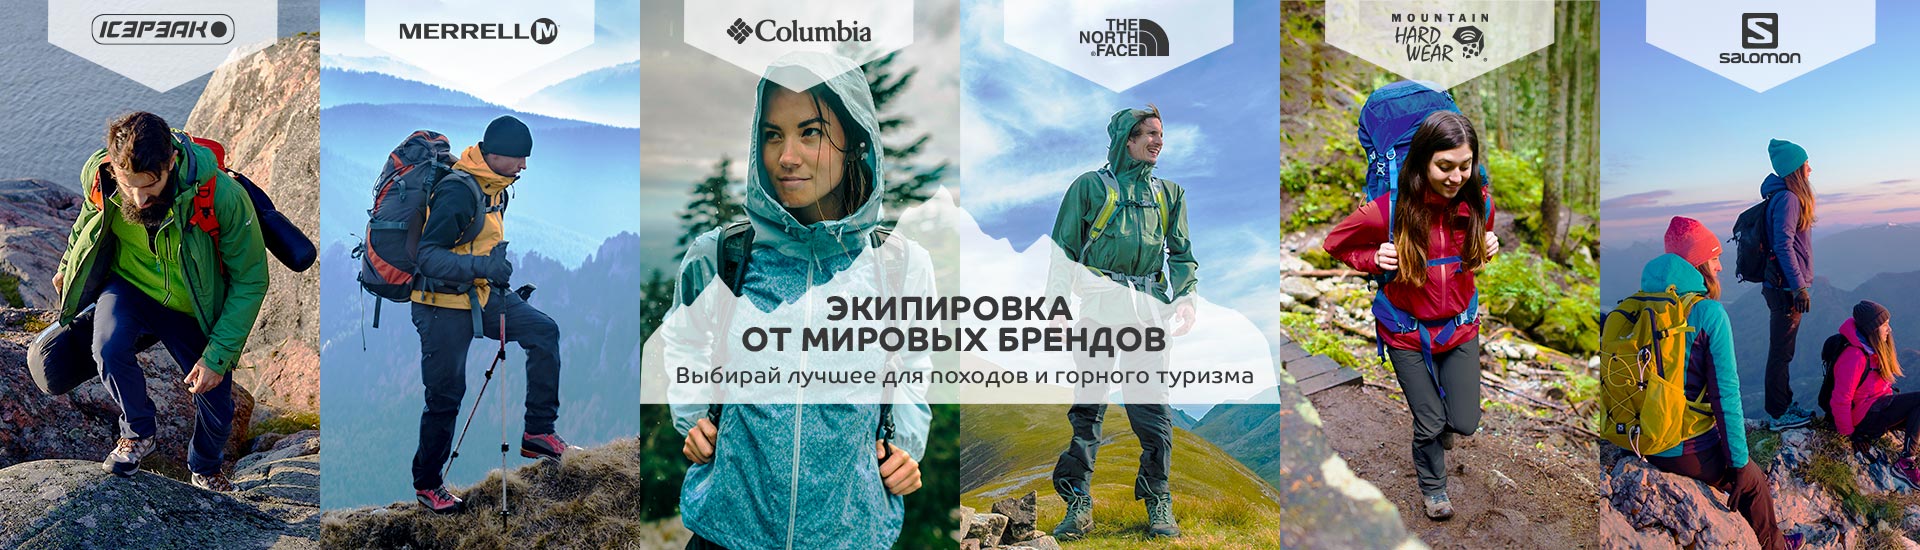 ICEPEAK
MERRELL M
Columbia
THE
NORTH
FACE
MOUNTAIN
HARD
WEAR
S
SALOMON
ЭКИПИРОВКА
ОТ МИРОВЫХ БРЕНДОВ
Выбирай лучшее для походов и горного туризма